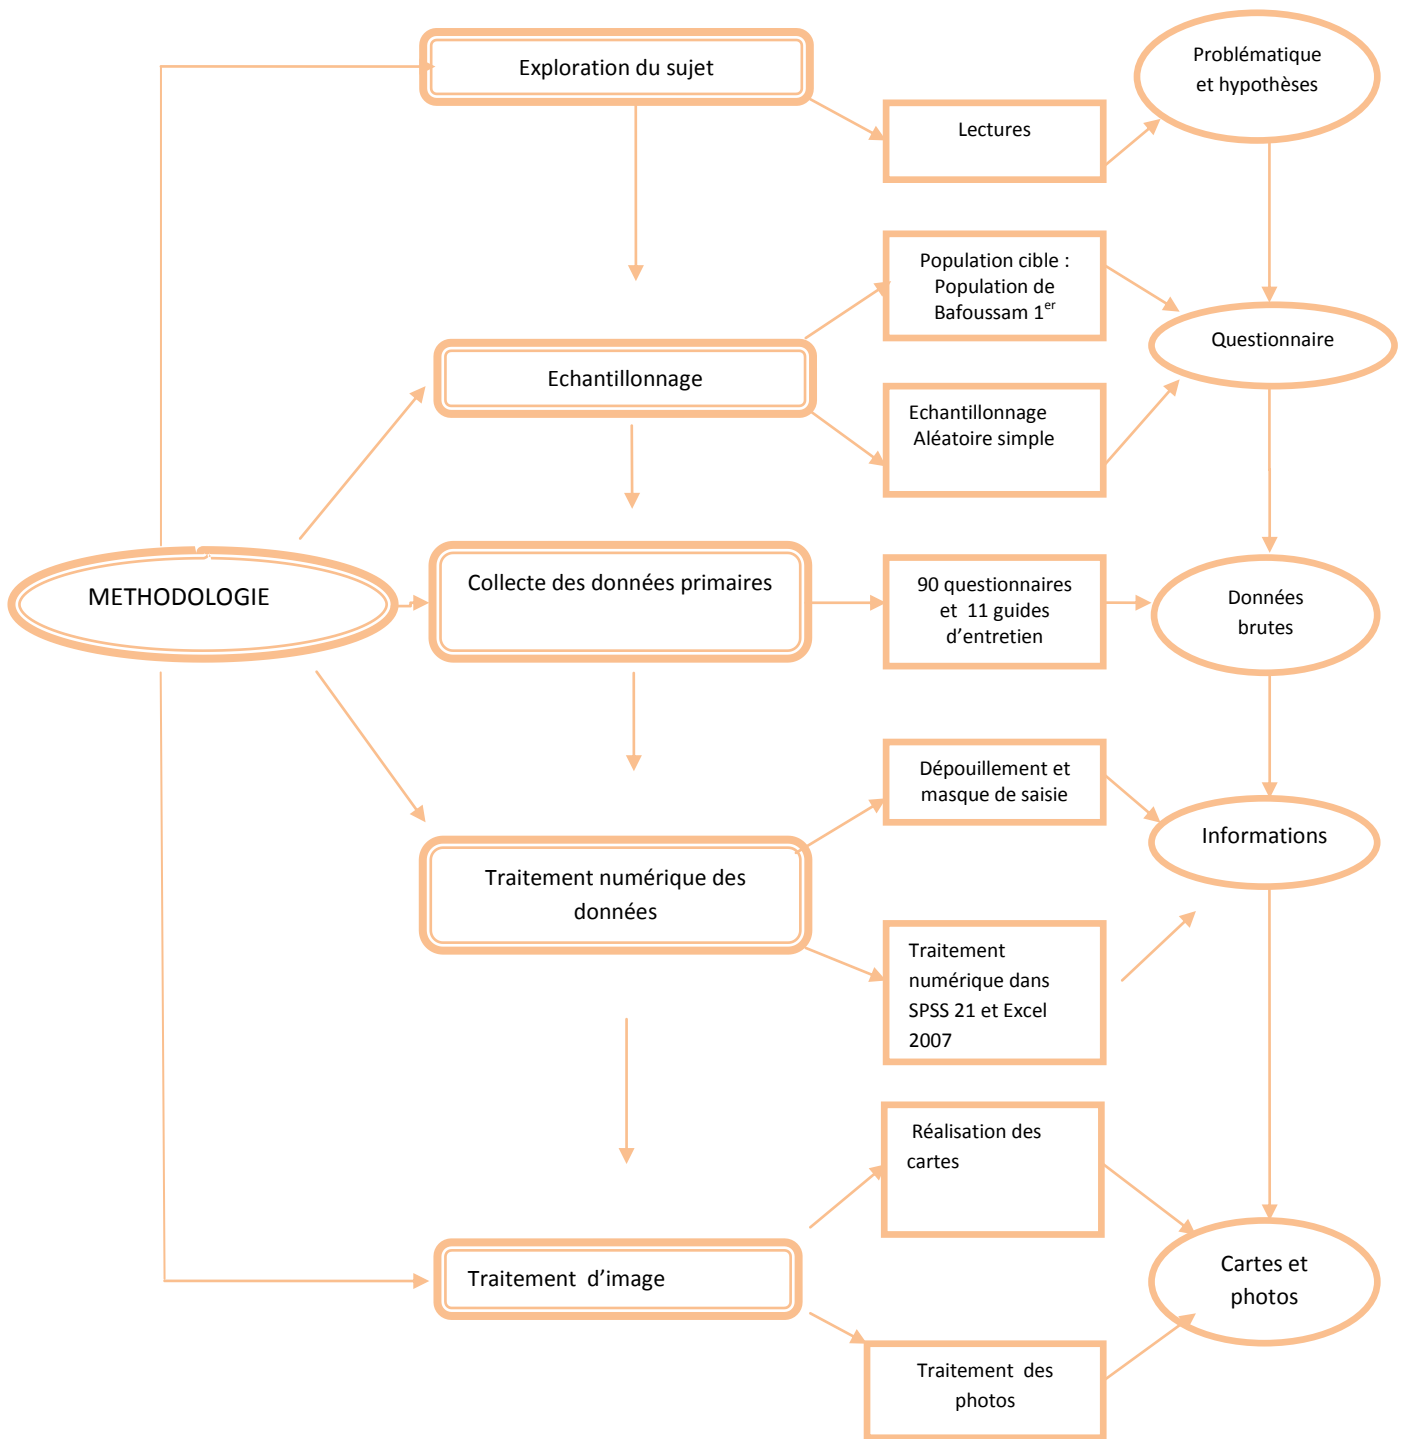 Exploration du sujet
Problématique
et hypothèses
Lectures
Population cible :
Population de
Bafoussam 1er
Echantillonnage
Questionnaire
Echantillonnage
Aléatoire simple
METHODOLOGIE
Collecte des données primaires
90 questionnaires
et 11 guides
d’entretien
Données
brutes
Dépouillement et
masque de saisie
Traitement numérique des
données
Informations
Traitement
numérique dans
SPSS 21 et Excel
2007
Réalisation des
cartes
Traitement d’image
Cartes et
photos
Traitement des
photos